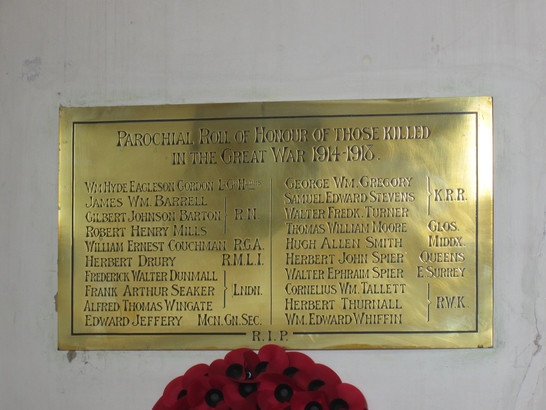 PAROCHIAL ROLL OF HONOUR OF THOSE KILLED
IN THE GREAT WAR 1914-1918.
WM HYDE EAGLESON GORDON
JAMES WM. BARRELL
GILBERT JOHNSON BARTON R.N.
ROBERT HENRY MILLS
WILLIAM ERNEST COUCHMAN R.G.A.
HERBERT DRURY R.M.L.I.
FREDERICK WALTER DUNMALL
FRANK ARTHUR SEAKER LNDN.
ALFRED THOMAS WINGATE
EDWARD JEFFERY MCN.GN.SEC.
GEORGE WM. GREGORY
SAMUEL EDWARD STEVENS K.R.R.
WALTER FREDK. TURNER
THOMAS WILLIAM MOORE GLOS.
HUGH ALLEN SMITH MIDDX.
HERBERT JOHN SPIER QUEENS
WALTER EPHRAIM SPIER E.SURREY
CORNELIUS WM. TALLETT
HERBERT THURNALL R.W.K.
WM. EDWARD WHIFFIN
R.I.P.